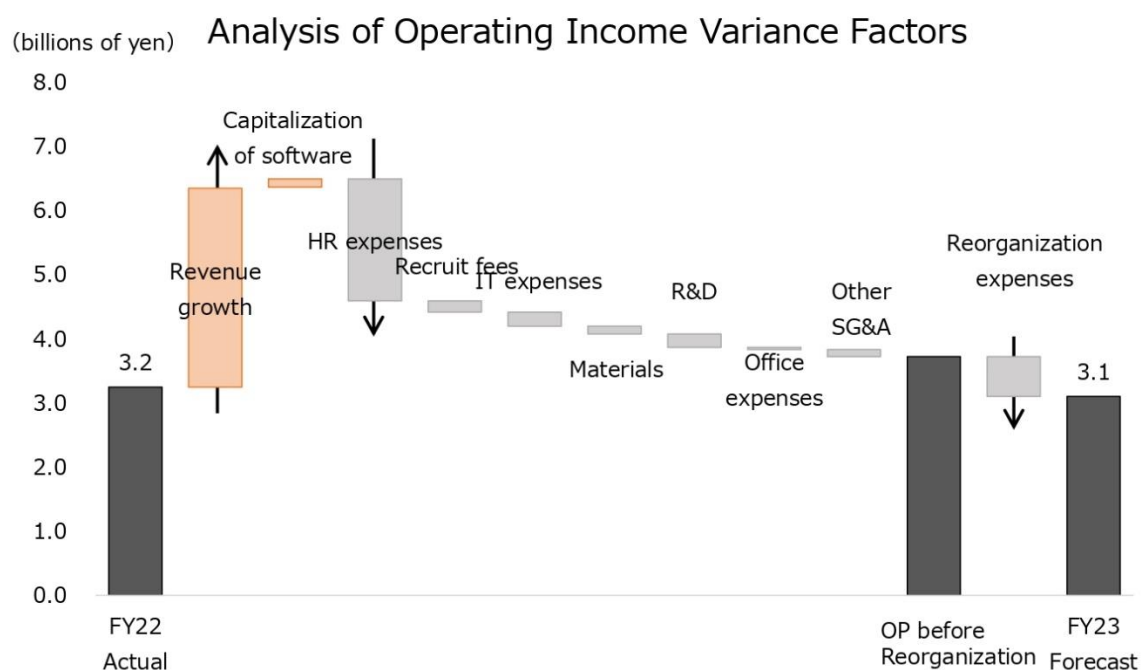 Analysis of Operating Income Variance Factors
(billions of yen)
8.0
7.0
6.0
5.0
4.0
3.0
2.0
1.0
0.0
3.2
Revenue
growth
Capitalization
of software
HR expenses
Recruit fees
IT expenses
Materials
R&D
Office
expenses
Other
SG&A
Reorganization
expenses
3.1
FY22
Actual
OP before
Reorganization
FY23
Forecast